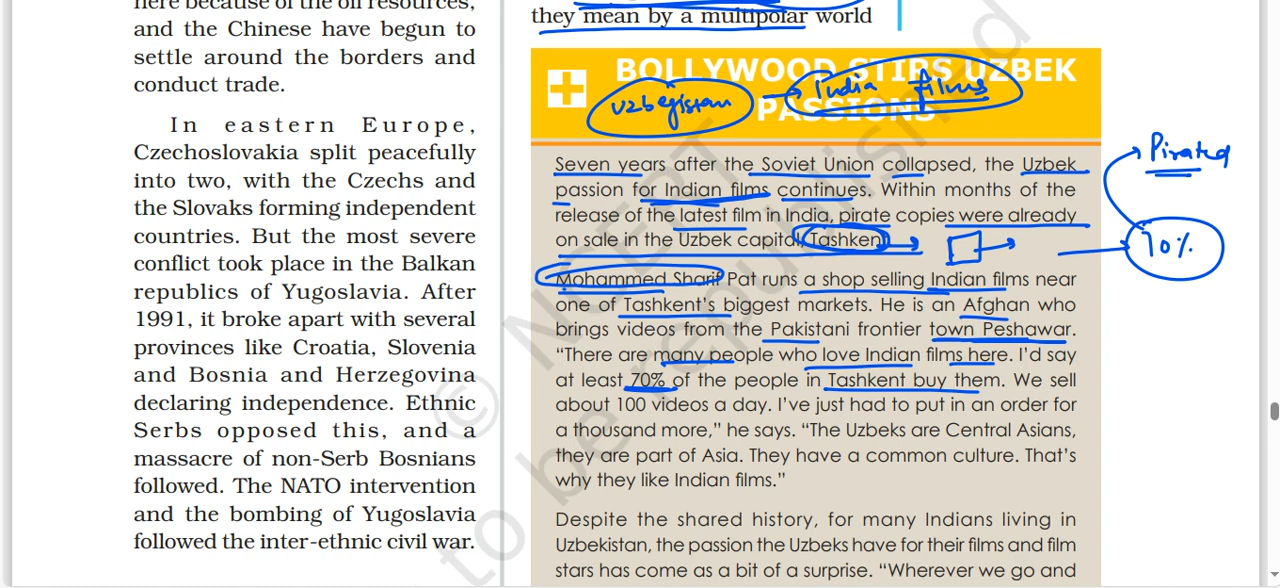 here because of the oil resources,
and the Chinese have begun to
settle around the borders and
conduct trade.
In eastern Europe,
Czechoslovakia split peacefully
into two, with the Czechs and
the Slovaks forming independent
countries. But the most severe
conflict took place in the Balkan
republics of Yugoslavia. After
1991, it broke apart with several
provinces like Croatia, Slovenia
and Bosnia and Herzegovina
declaring independence. Ethnic
Serbs opposed this, and a
massacre of non-Serb Bosnians
followed. The NATO intervention
and the bombing of Yugoslavia
followed the inter-ethnic civil war.
they mean by a multipolar world
BOLLYWOOD STIRS UZBEK
PASSIONS
Uzbegistan
India films
Seven years after the Soviet Union collapsed, the Uzbek
passion for Indian films continues. Within months of the
release of the latest film in India, pirate copies were already
on sale in the Uzbek capital, Tashkent.
Pirated
70%
Mohammed Sharif Pat runs a shop selling Indian films near
one of Tashkent's biggest markets. He is an Afghan who
brings videos from the Pakistani frontier town Peshawar.
“There are many people who love Indian films here. I’d say
at least 70% of the people in Tashkent buy them. We sell
about 100 videos a day. I’ve just had to put in an order for
a thousand more,” he says. “The Uzbeks are Central Asians,
they are part of Asia. They have a common culture. That’s
why they like Indian films.”
Despite the shared history, for many Indians living in
Uzbekistan, the passion the Uzbeks have for their films and film
stars has come as a bit of a surprise. “Wherever we go and
© NCERT
to be republished